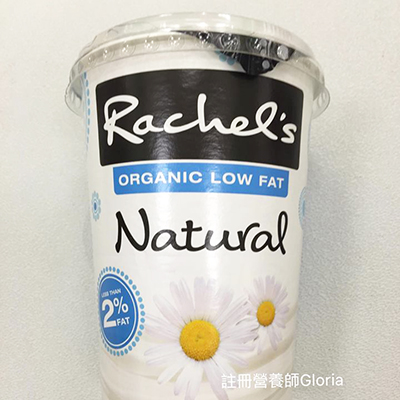 Rachel's
ORGANIC LOW FAT
Natural
LESS THAN
2%
FAT
註冊營養師Gloria